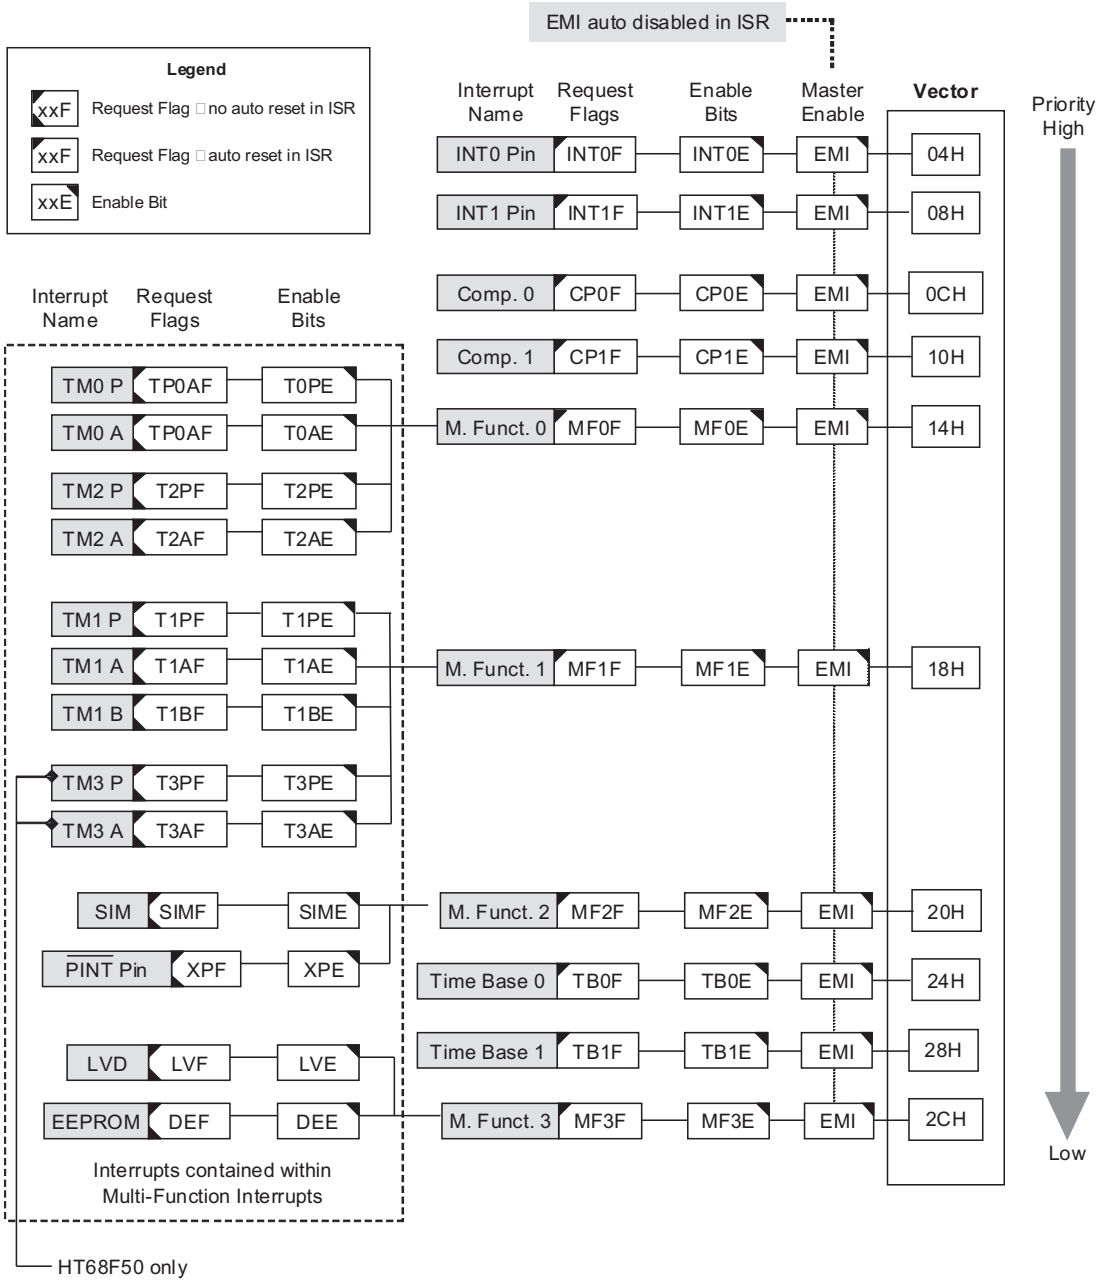 EMI auto disabled in ISR
Legend
xxF Request Flag □ no auto reset in ISR
xxF Request Flag □ auto reset in ISR
xxE Enable Bit
Interrupt Name Request Flags Enable Bits Master Enable Vector
Priority High
INT0 Pin INT0F INT0E EMI 04H
INT1 Pin INT1F INT1E EMI 08H
Comp. 0 CP0F CP0E EMI 0CH
Comp. 1 CP1F CP1E EMI 10H
M. Funct. 0 MF0F MF0E EMI 14H
M. Funct. 1 MF1F MF1E EMI 18H
M. Funct. 2 MF2F MF2E EMI 20H
Time Base 0 TB0F TB0E EMI 24H
Time Base 1 TB1F TB1E EMI 28H
M. Funct. 3 MF3F MF3E EMI 2CH
Low
Interrupt Name Request Flags Enable Bits
TM0 P TP0AF T0PE
TM0 A TP0AF T0AE
TM2 P T2PF T2PE
TM2 A T2AF T2AE
TM1 P T1PF T1PE
TM1 A T1AF T1AE
TM1 B T1BF T1BE
TM3 P T3PF T3PE
TM3 A T3AF T3AE
SIM SIMF SIME
PINT Pin XPF XPE
LVD LVF LVE
EEPROM DEF DEE
Interrupts contained within
Multi-Function Interrupts
HT68F50 only